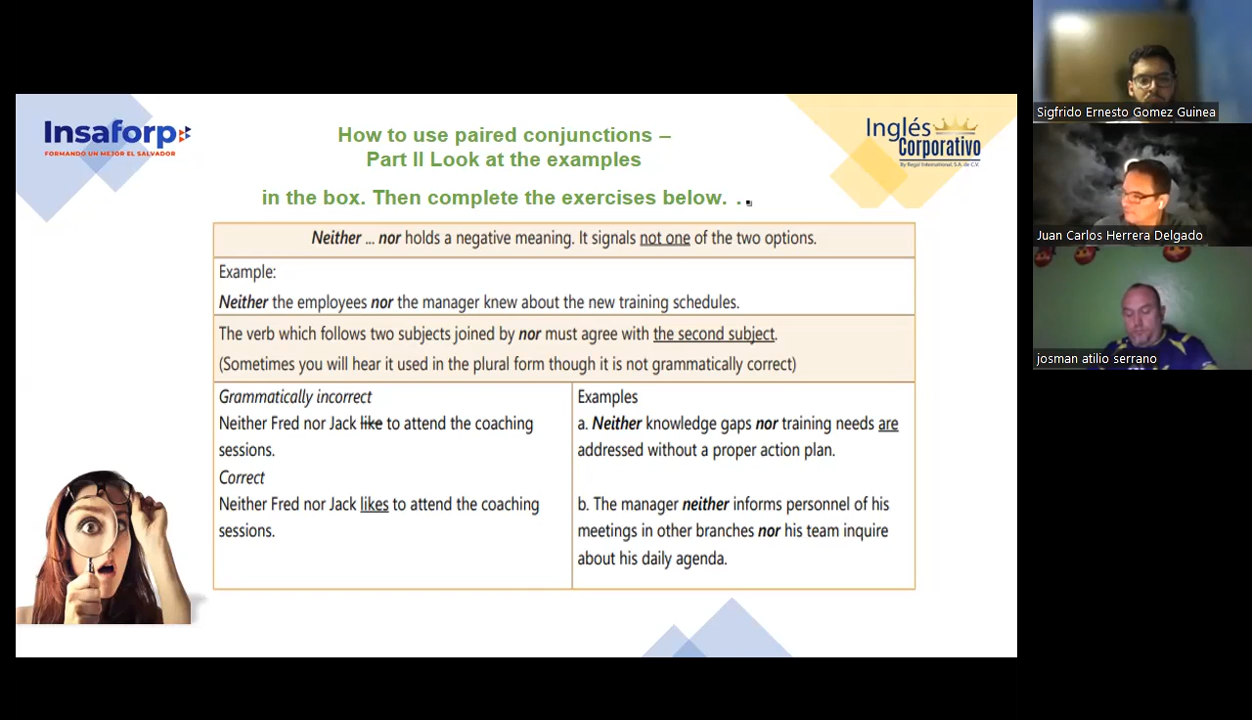 Insaforp
FORMANDO UN MEJOR EL SALVADOR
How to use paired conjunctions –
Part II Look at the examples
in the box. Then complete the exercises below. . .
Inglés
Corporativo
By Regal International, S.A. de C.V.
Neither ... nor holds a negative meaning. It signals not one of the two options.
Example:
Neither the employees nor the manager knew about the new training schedules.
The verb which follows two subjects joined by nor must agree with the second subject.
(Sometimes you will hear it used in the plural form though it is not grammatically correct)
Grammatically incorrect
Neither Fred nor Jack like to attend the coaching
sessions.
Correct
Neither Fred nor Jack likes to attend the coaching
sessions.
Examples
a. Neither knowledge gaps nor training needs are
addressed without a proper action plan.
b. The manager neither informs personnel of his
meetings in other branches nor his team inquire
about his daily agenda.
Sigfrido Ernesto Gomez Guinea
Juan Carlos Herrera Delgado
josman atilio serrano